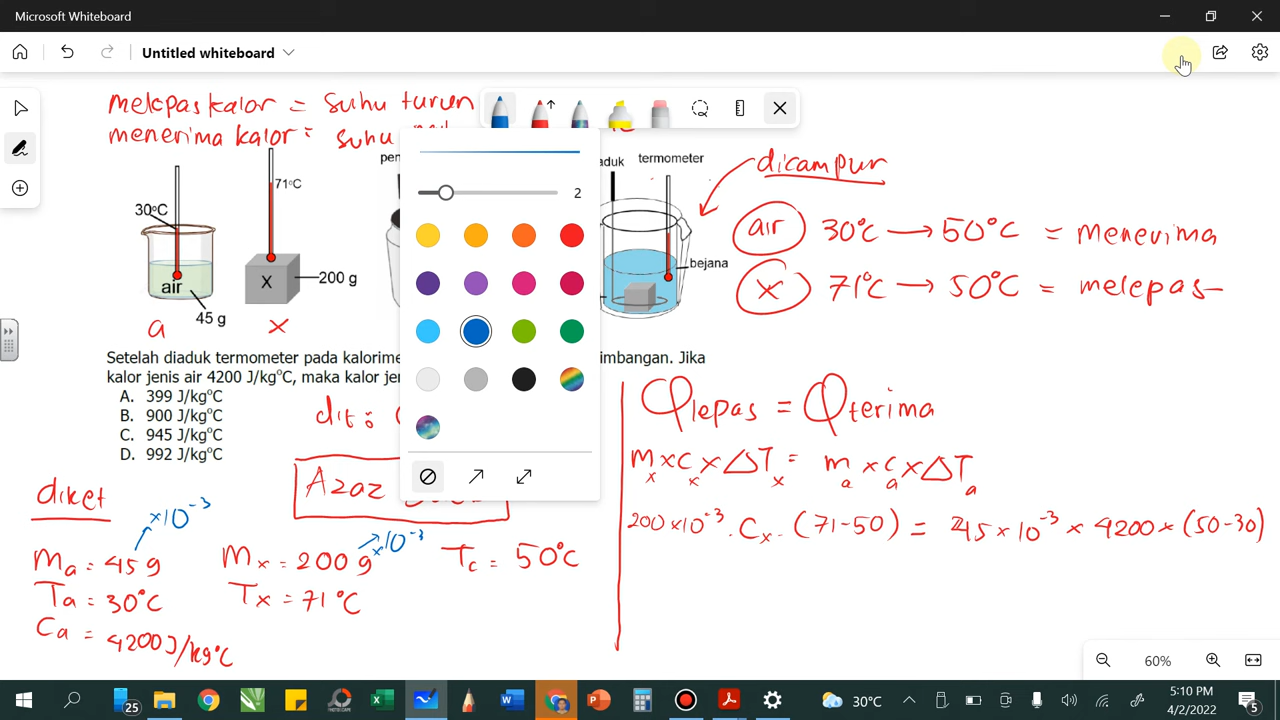 Microsoft Whiteboard
Untitled whiteboard
melepas kalor = suhu turun
menerima kalor = suhu
2
71°C
30°C
air
X
200 g
45 g
a
x
termometer
bejana
dicampur
air 30°C → 50°C = menerima
x 71°C → 50°C = melepas
Setelah diaduk termometer pada
kalor jenis air 4200 J/kg°C, maka kalor
imbangan. Jika
A. 399 J/kg°C
B. 900 J/kg°C
C. 945 J/kg°C
D. 992 J/kg°C
dit :
Azaz
diket
×10⁻³
Ma = 45 g
Ta = 30°C
Ca = 4200 J/kg°C
×10⁻³
Mx = 200 g
Tx = 71°C
Tc = 50°C
Qlepas = Qterima
mx × cx × ΔTx = ma × ca × ΔTa
200×10⁻³ . Cx . (71-50) = 45×10⁻³ × 4200 × (50-30)
60%
25
30°C
5:10 PM
4/2/2022
5